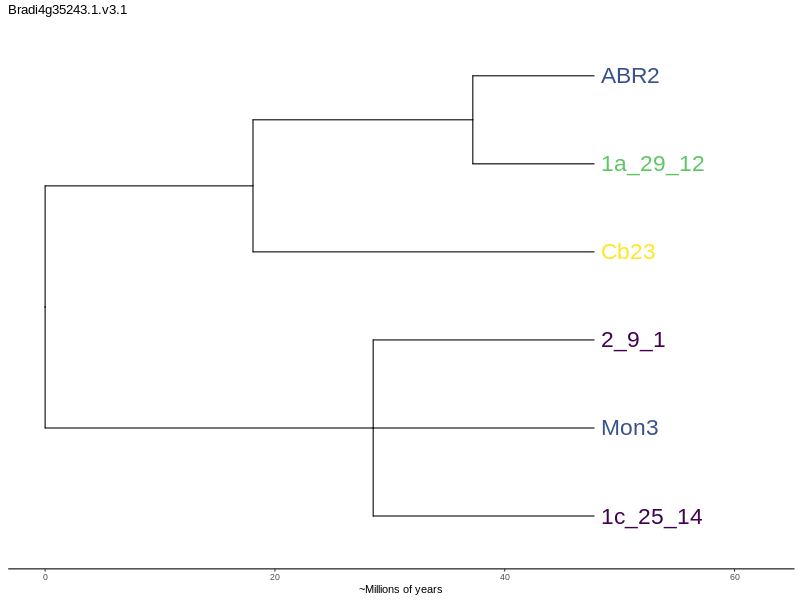 Bradi4g35243.1.v3.1
ABR2
1a_29_12
Cb23
2_9_1
Mon3
1c_25_14
0 20 40 60
~Millions of years